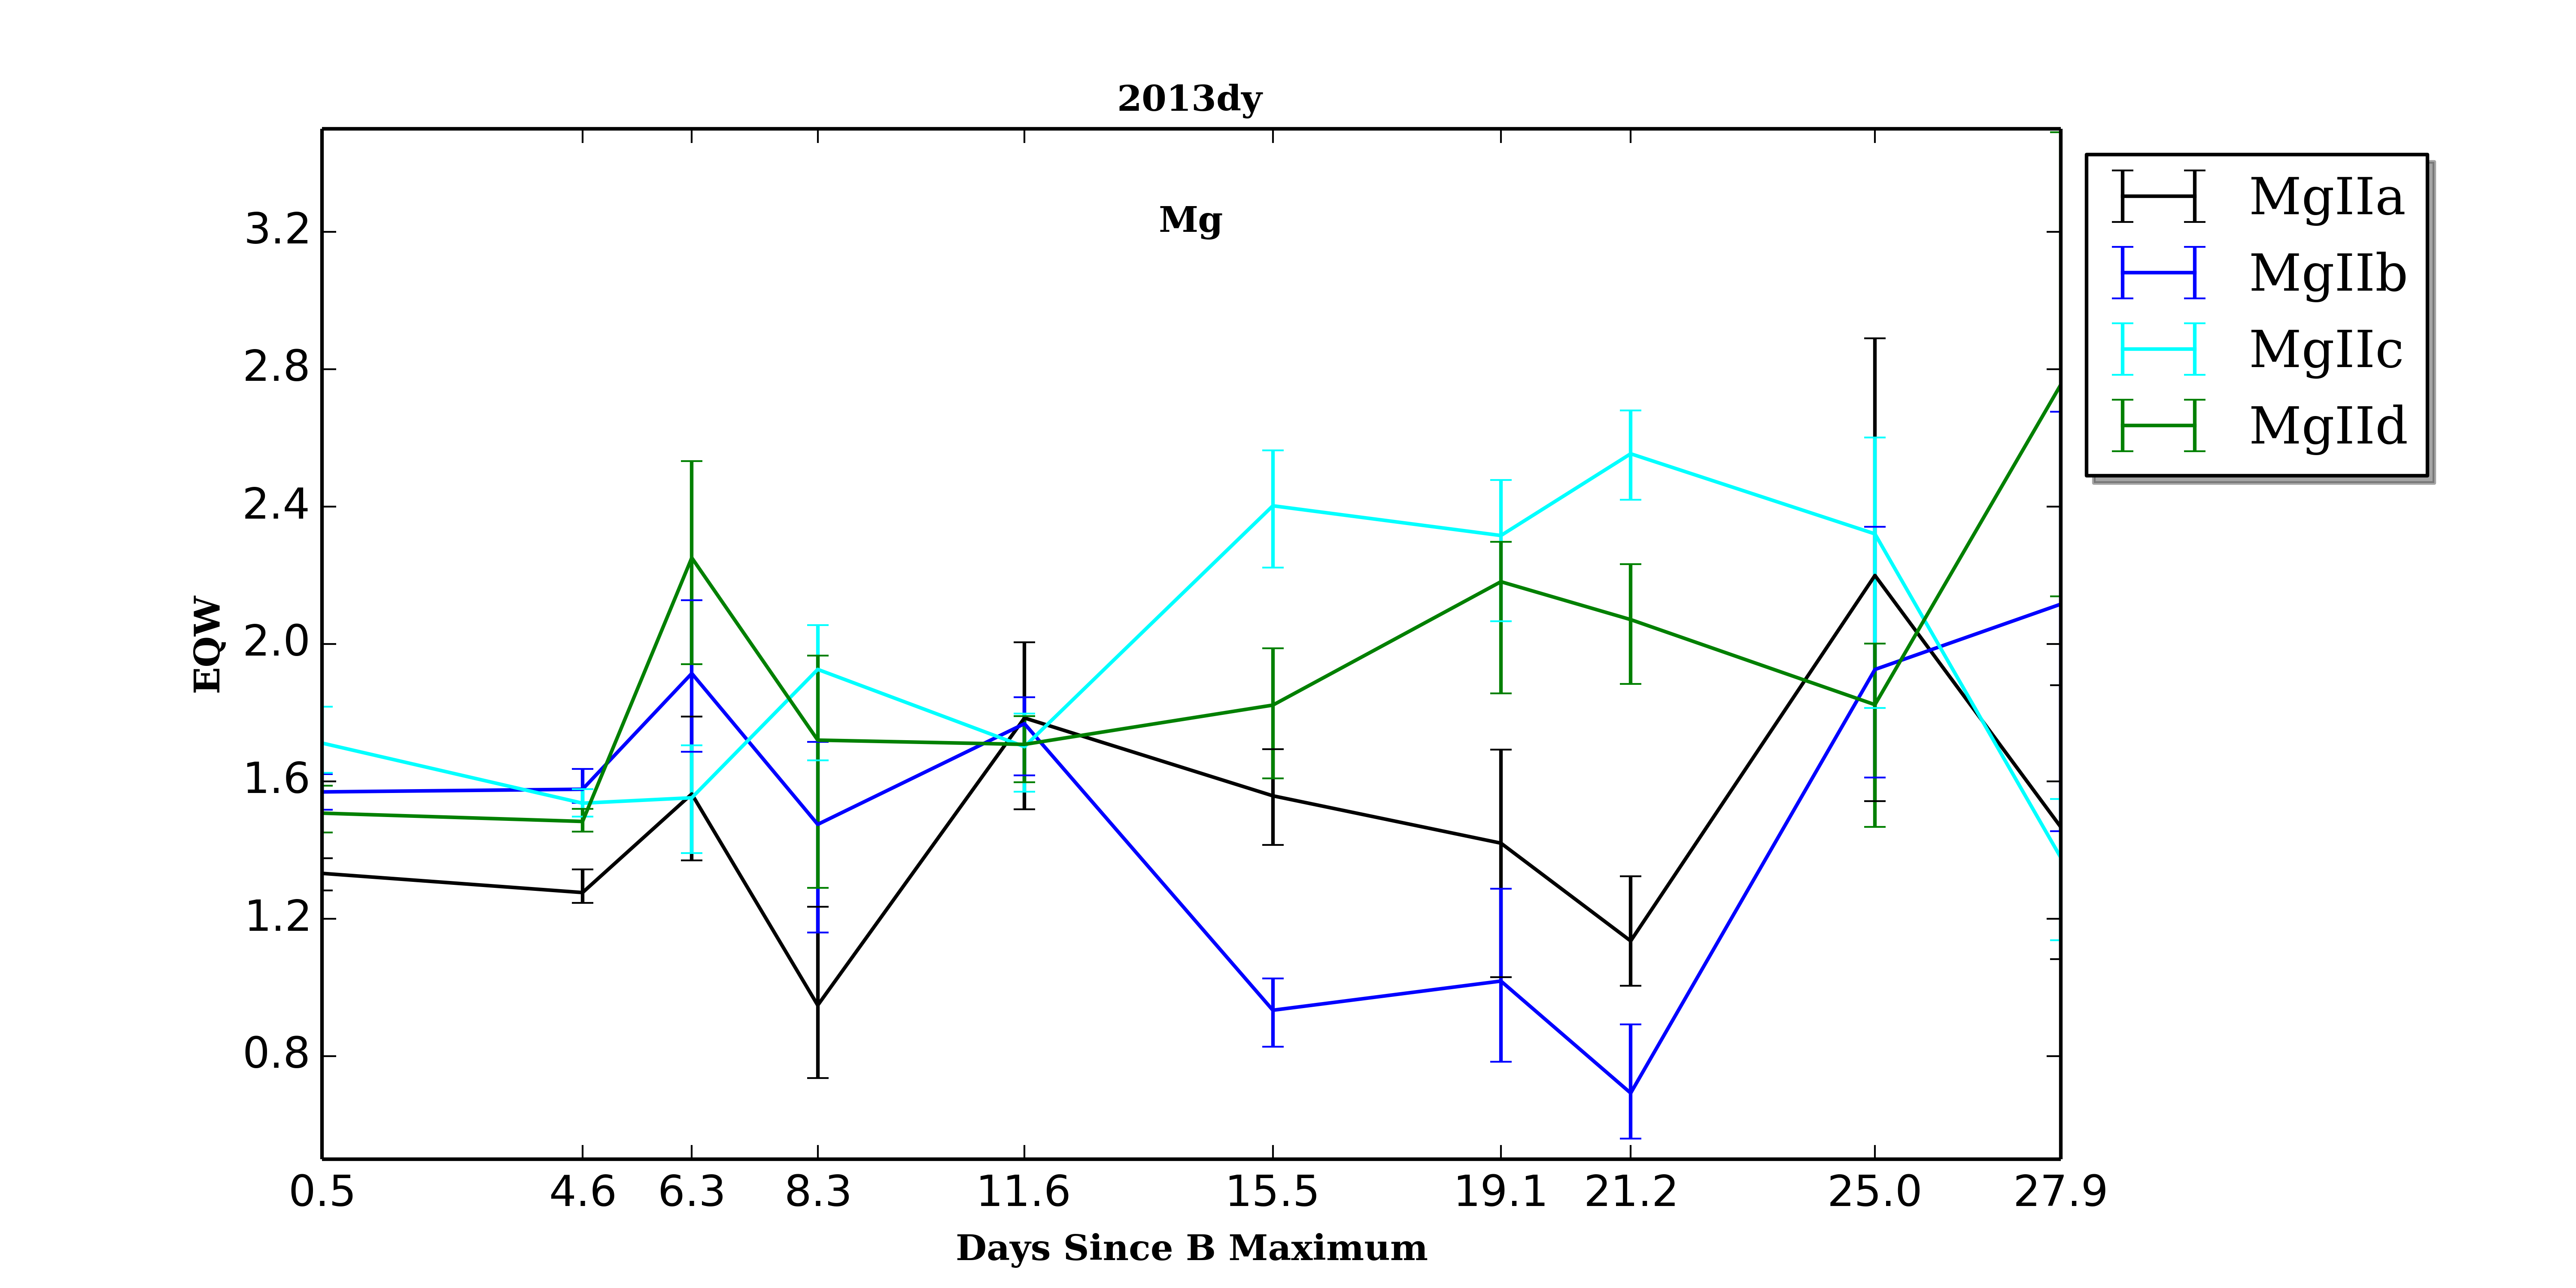 2013dy
Mg
3.2
2.8
2.4
2.0
1.6
1.2
0.8
EQW
0.5 4.6 6.3 8.3 11.6 15.5 19.1 21.2 25.0 27.9
Days Since B Maximum
MgIIa
MgIIb
MgIIc
MgIId